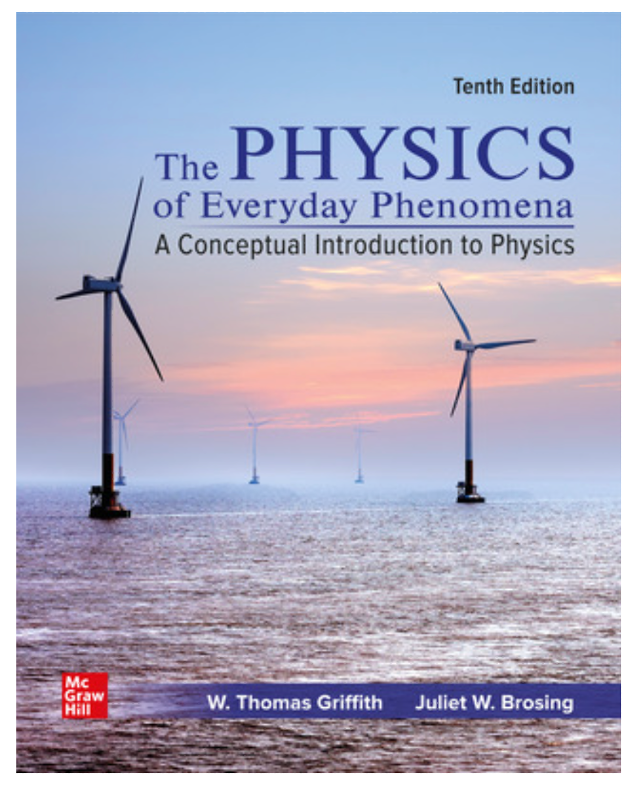 Tenth Edition
The PHYSICS
of Everyday Phenomena
A Conceptual Introduction to Physics
Mc
Graw
Hill
W. Thomas Griffith Juliet W. Brosing